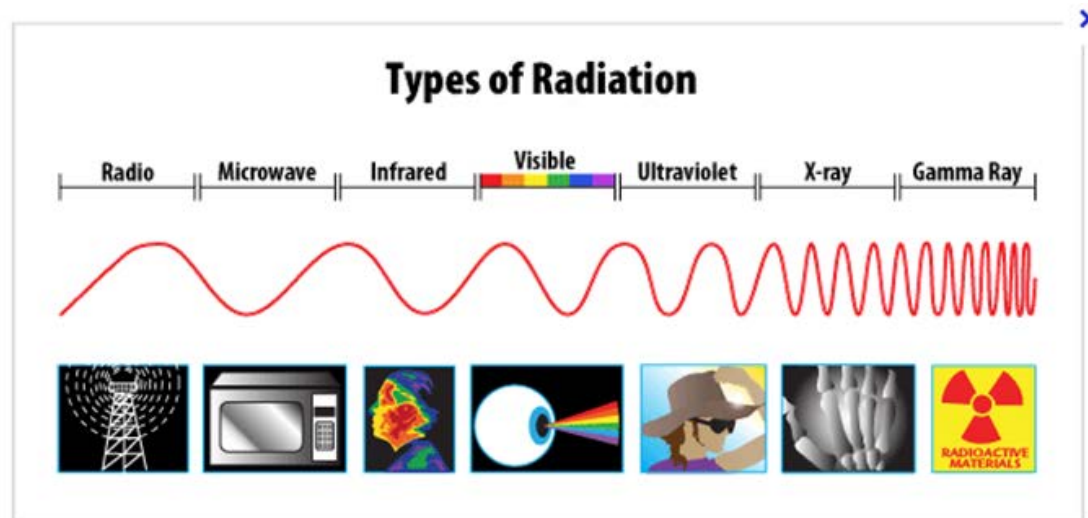 Types of Radiation
Radio Microwave Infrared Visible Ultraviolet X-ray Gamma Ray
RADIOACTIVE
MATERIALS